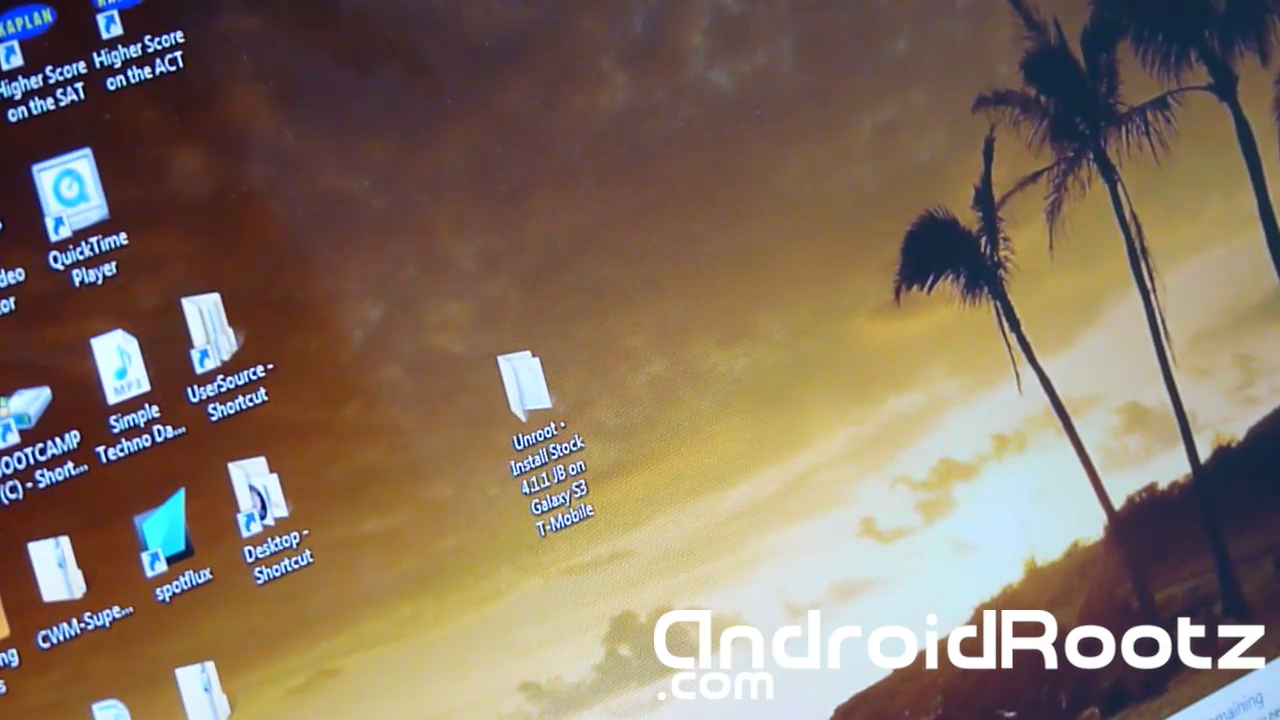 KAPLAN
Higher Score
on the SAT
Higher Score
on the ACT
QuickTime
Player
UserSource -
Shortcut
MP3
Simple
Techno Da...
BOOTCAMP
(C) - Short...
Desktop -
Shortcut
spotflux
CWM-Supe...
Unroot -
Install Stock
4.1.1 JB on
Galaxy S3
T-Mobile
AndroidRootz
.com